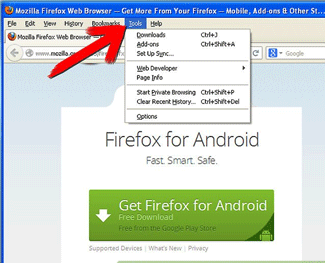 Mozilla Firefox Web Browser — Get More From Your Firefox — Mobile, Add-ons & Other St...
File Edit View History Bookmarks Tools Help
Mozilla Firefox Web Browser —
www.mozilla.o
Google
Downloads Ctrl+J
Add-ons Ctrl+Shift+A
Set Up Sync...
Web Developer
Page Info
Start Private Browsing Ctrl+Shift+P
Clear Recent History... Ctrl+Shift+Del
Options
Firefox for Android
Fast. Smart. Safe.
Get Firefox for Android
Free Download
Free from the Google Play Store
Supported Devices | What's New | Privacy